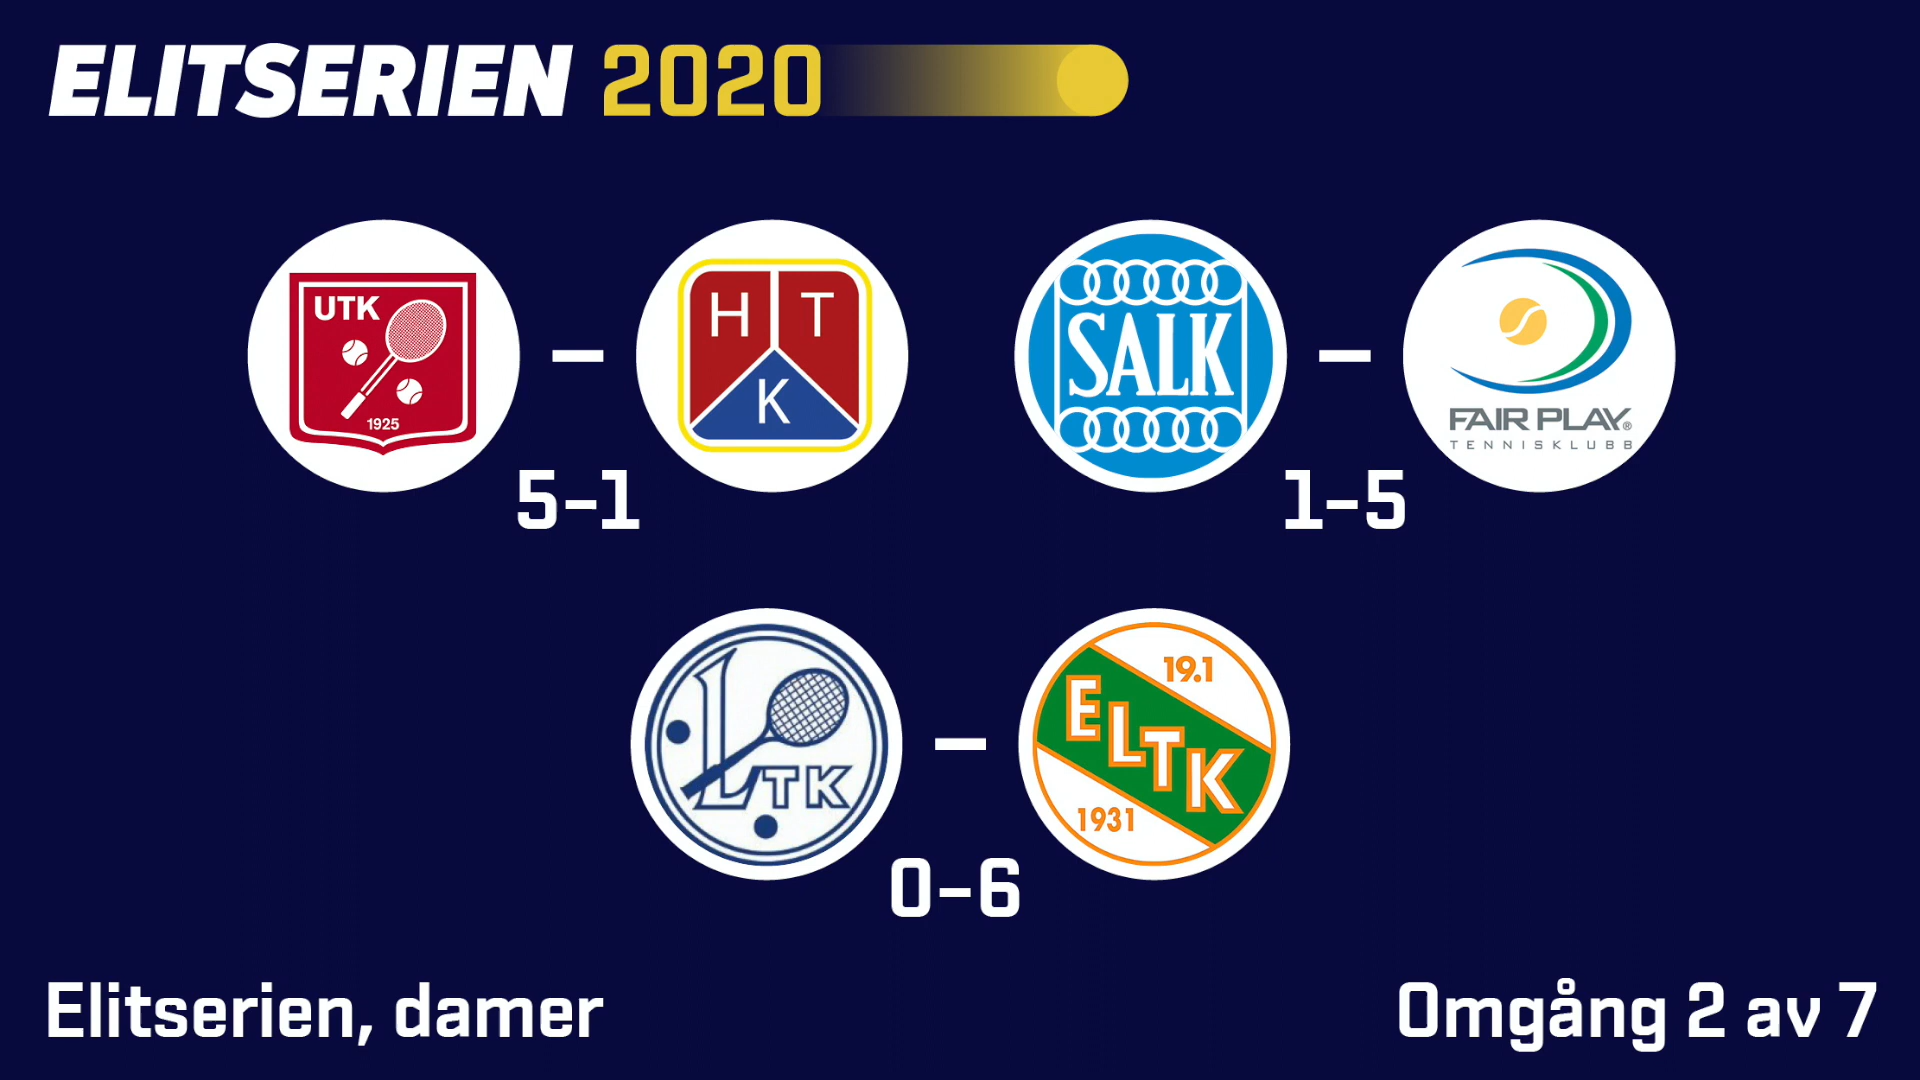 ELITSERIEN 2020
UTK
1925
H T
K
SALK
FAIR PLAY®
TENNISKLUBB
5-1
1-5
LTK
19.1
ELTK
1931
0-6
Elitserien, damer
Omgång 2 av 7